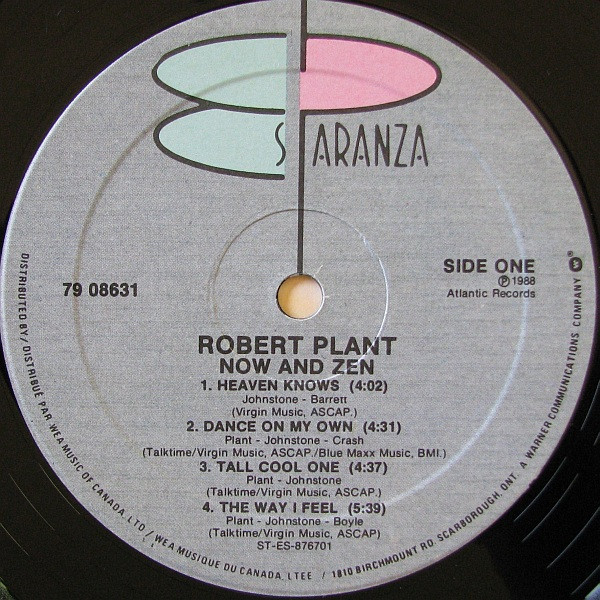 ESPARANZA
79 08631
SIDE ONE
Ⓟ1988
Atlantic Records
ROBERT PLANT
NOW AND ZEN
1. HEAVEN KNOWS (4:02)
Johnstone - Barrett
(Virgin Music, ASCAP.)
2. DANCE ON MY OWN (4:31)
Plant - Johnstone - Crash
(Talktime/Virgin Music, ASCAP./Blue Maxx Music, BMI.)
3. TALL COOL ONE (4:37)
Plant - Johnstone
(Talktime/Virgin Music, ASCAP.)
4. THE WAY I FEEL (5:39)
Plant - Johnstone - Boyle
(Talktime/Virgin Music, ASCAP.)
ST-ES-876701
DISTRIBUTED BY / DISTRIBUÉ PAR WEA MUSIC OF CANADA, LTD / WEA MUSIQUE DU CANADA, LTEE / 1810 BIRCHMOUNT RD. SCARBOROUGH, ONT. A WARNER COMMUNICATIONS COMPANY W®